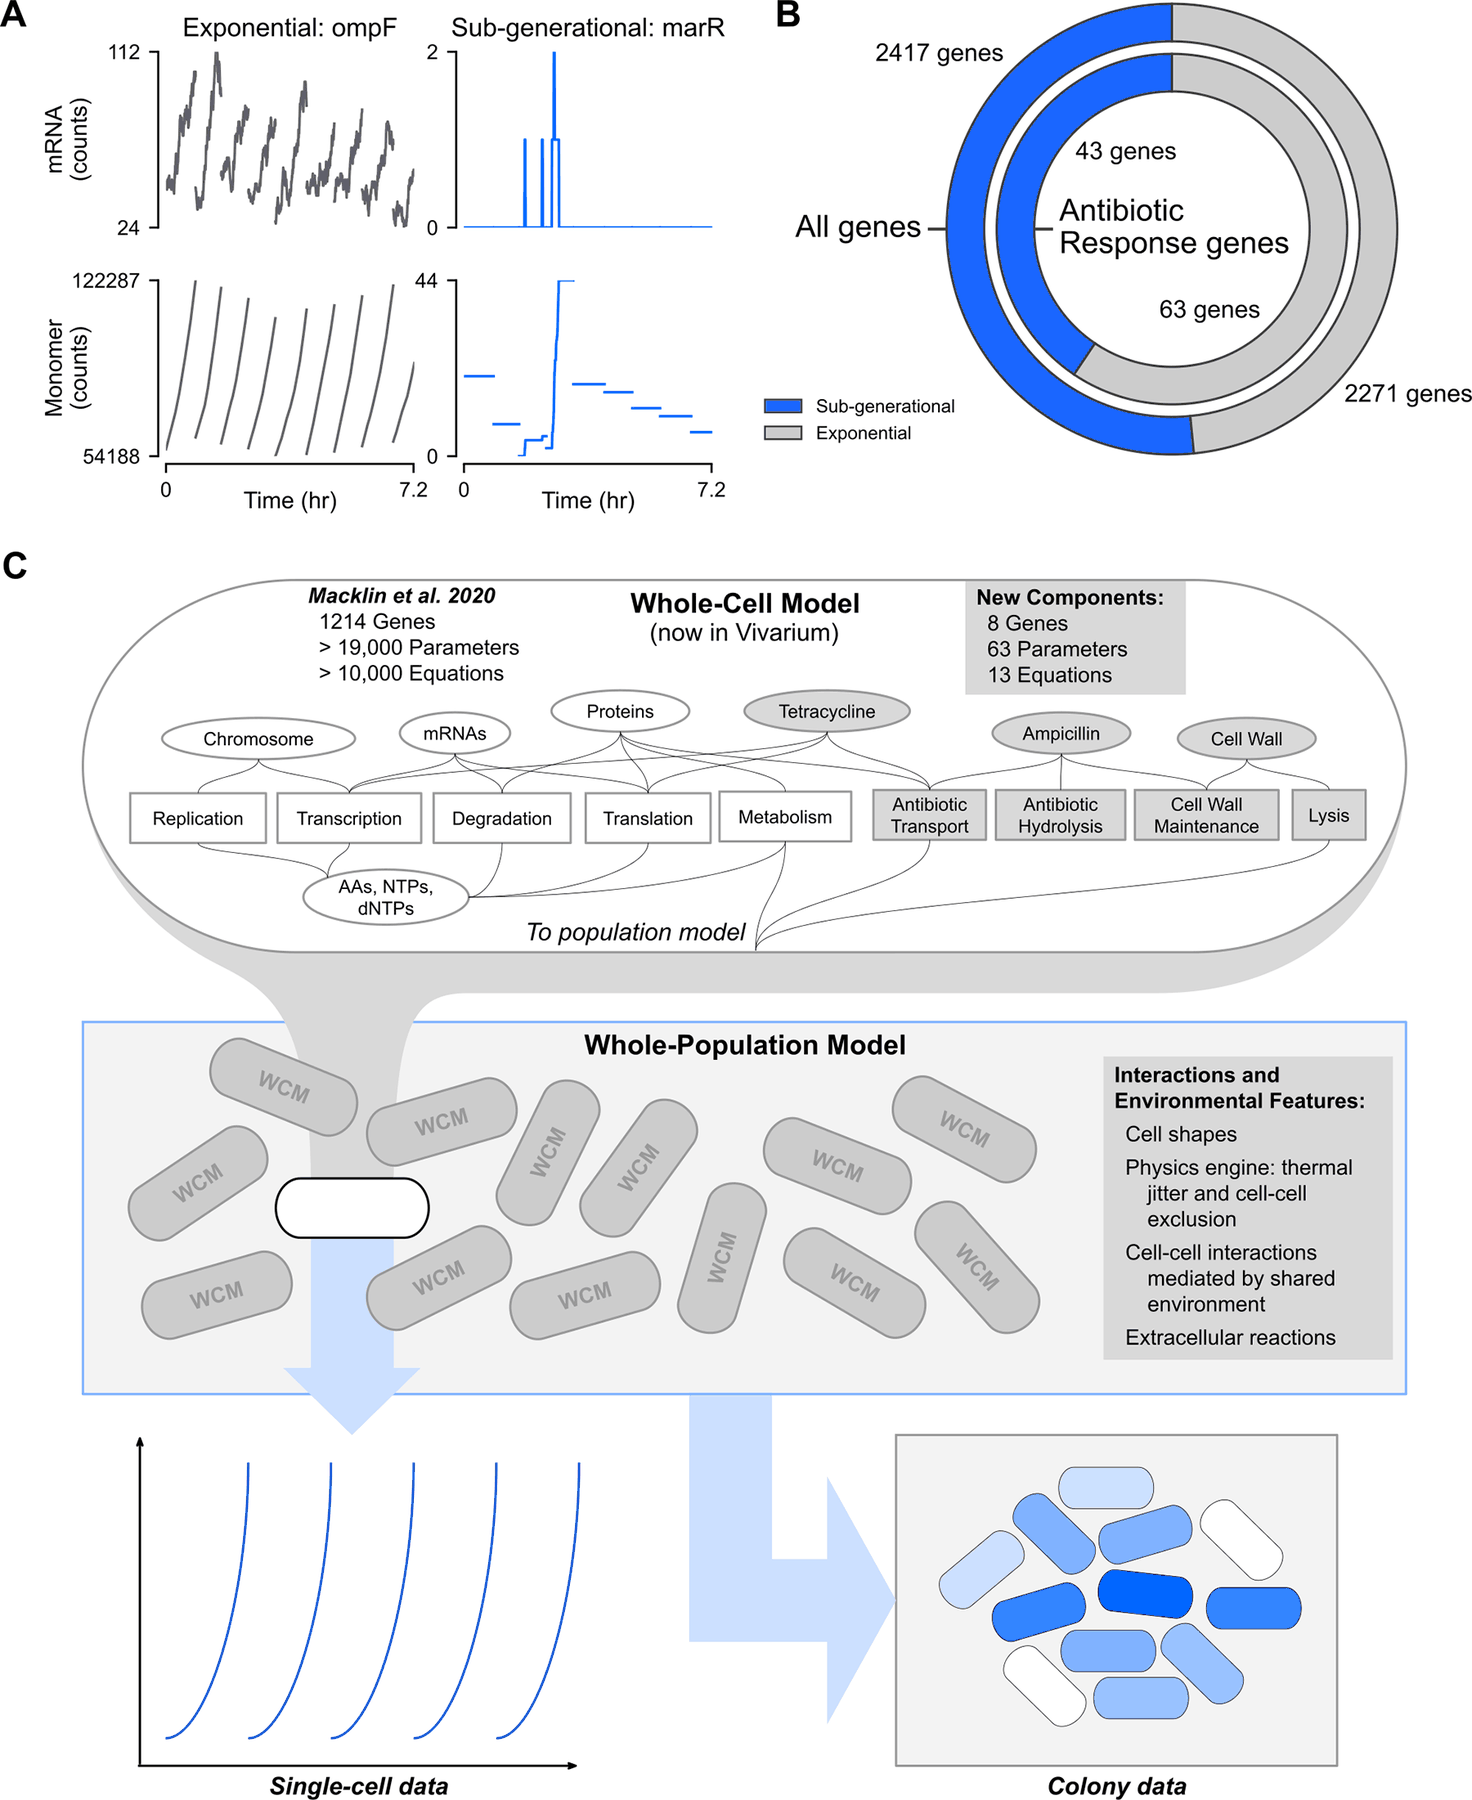 A
Exponential: ompF
Sub-generational: marR
112
24
mRNA
(counts)
2
0
122287
54188
Monomer
(counts)
44
0
0
7.2
Time (hr)
0
7.2
Time (hr)
B
2417 genes
43 genes
All genes
Antibiotic
Response genes
63 genes
2271 genes
Sub-generational
Exponential
C
Macklin et al. 2020
1214 Genes
> 19,000 Parameters
> 10,000 Equations
Whole-Cell Model
(now in Vivarium)
New Components:
8 Genes
63 Parameters
13 Equations
Chromosome
mRNAs
Proteins
Tetracycline
Ampicillin
Cell Wall
Replication
Transcription
Degradation
Translation
Metabolism
Antibiotic
Transport
Antibiotic
Hydrolysis
Cell Wall
Maintenance
Lysis
AAs, NTPs,
dNTPs
To population model
Whole-Population Model
WCM
WCM
WCM
WCM
WCM
WCM
WCM
WCM
WCM
WCM
WCM
WCM
WCM
Interactions and
Environmental Features:
Cell shapes
Physics engine: thermal
jitter and cell-cell
exclusion
Cell-cell interactions
mediated by shared
environment
Extracellular reactions
Single-cell data
Colony data